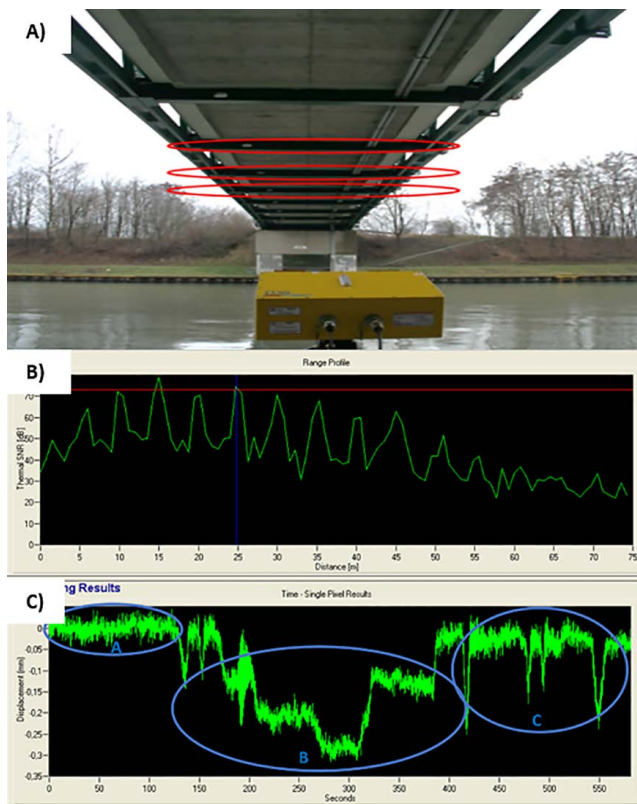 A)
B)
Range Profile
Thermal SNR [dB]
70
60
50
40
30
20
10
0
0 5 10 15 20 25 30 35 40 45 50 55 60 65 70 75
Distance [m]
C)
ng Results
Time - Single Pixel Results
Displacement [mm]
0
-0,05
-0,1
-0,15
-0,2
-0,25
-0,3
-0,35
A
B
C
0 50 100 150 200 250 300 350 400 450 500 550
Seconds